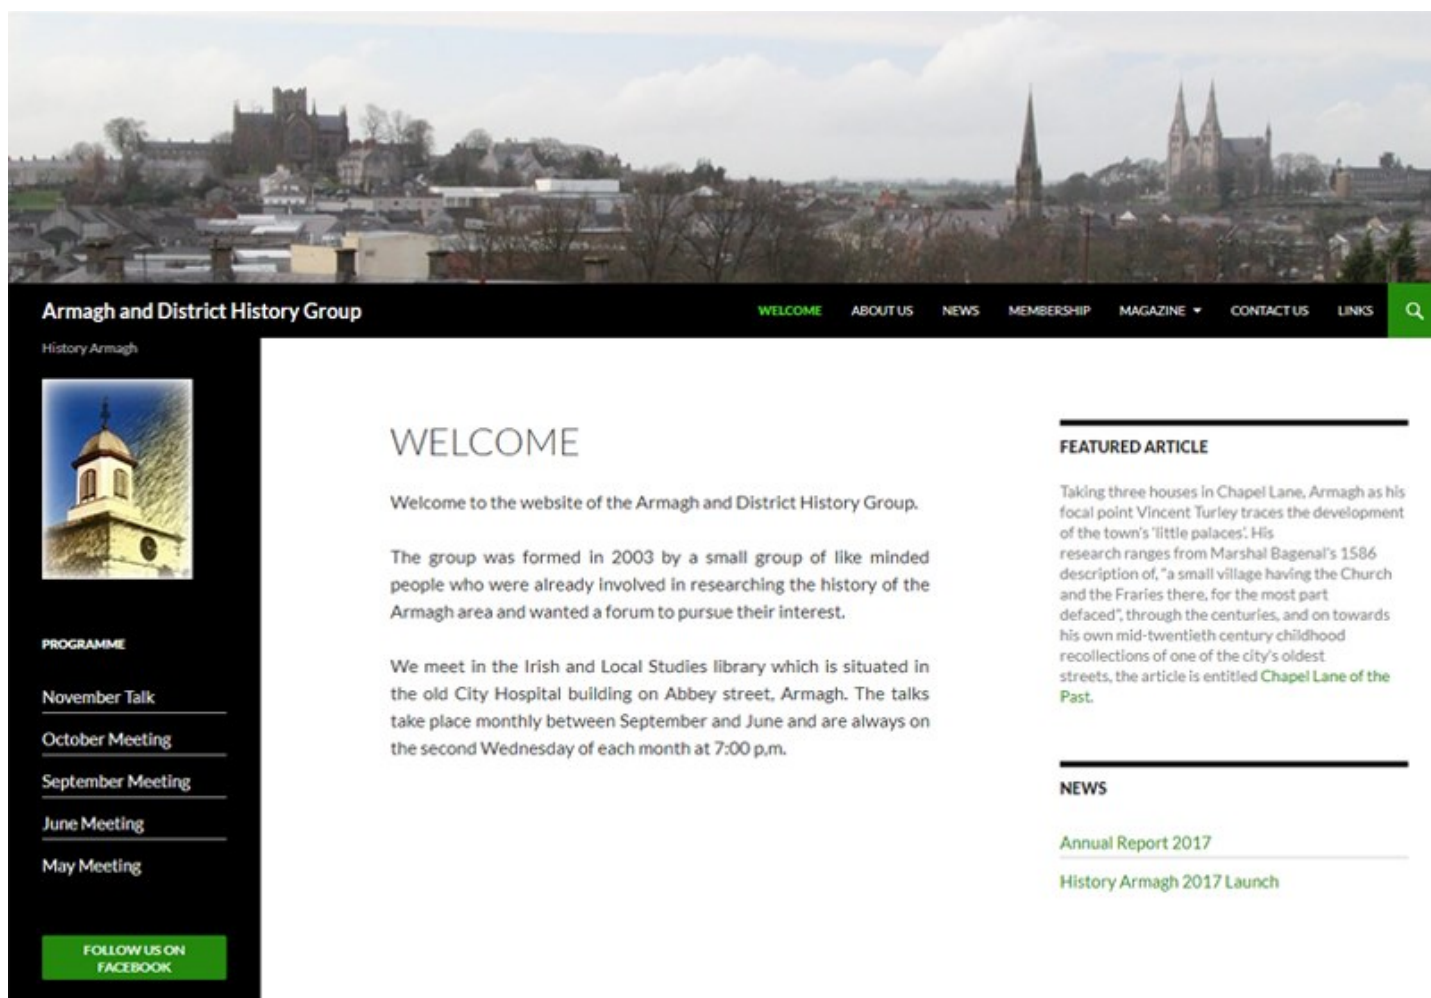 Armagh and District History Group
WELCOME
ABOUT US
NEWS
MEMBERSHIP
MAGAZINE
CONTACT US
LINKS
History Armagh
PROGRAMME
November Talk
October Meeting
September Meeting
June Meeting
May Meeting
FOLLOW US ON
FACEBOOK
WELCOME
Welcome to the website of the Armagh and District History Group.
The group was formed in 2003 by a small group of like minded
people who were already involved in researching the history of the
Armagh area and wanted a forum to pursue their interest.
We meet in the Irish and Local Studies library which is situated in
the old City Hospital building on Abbey street, Armagh. The talks
take place monthly between September and June and are always on
the second Wednesday of each month at 7:00 p,m.
FEATURED ARTICLE
Taking three houses in Chapel Lane, Armagh as his
focal point Vincent Turley traces the development
of the town's 'little palaces'. His
research ranges from Marshal Bagenal's 1586
description of, "a small village having the Church
and the Fraries there, for the most part
defaced", through the centuries, and on towards
his own mid-twentieth century childhood
recollections of one of the city's oldest
streets, the article is entitled Chapel Lane of the
Past.
NEWS
Annual Report 2017
History Armagh 2017 Launch